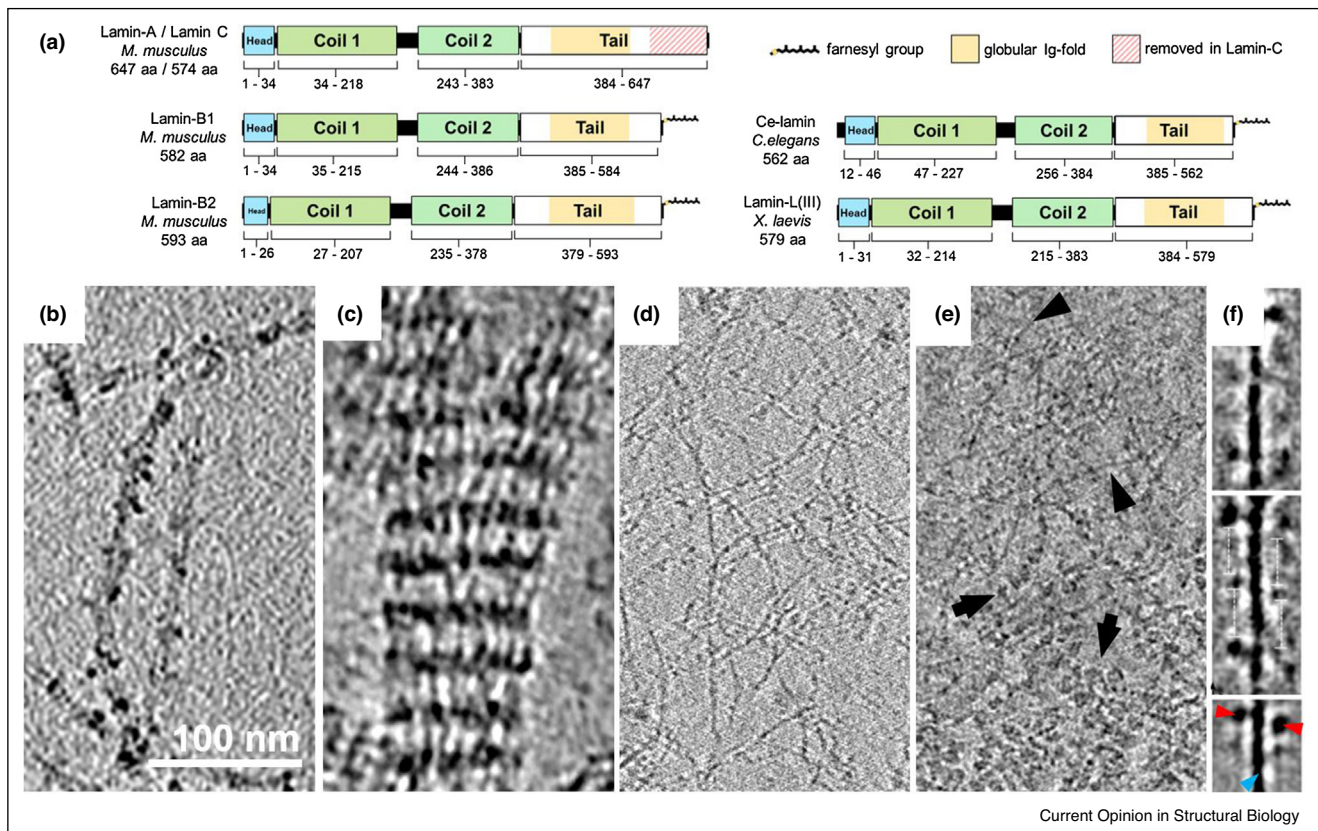 (a)
Lamin-A / Lamin C
M. musculus
647 aa / 574 aa
Head
Coil 1
Coil 2
Tail
1 - 34
34 - 218
243 - 383
384 - 647
farnesyl group
globular Ig-fold
removed in Lamin-C
Lamin-B1
M. musculus
582 aa
Head
Coil 1
Coil 2
Tail
1 - 34
35 - 215
244 - 386
385 - 584
Ce-lamin
C.elegans
562 aa
Head
Coil 1
Coil 2
Tail
12 - 46
47 - 227
256 - 384
385 - 562
Lamin-B2
M. musculus
593 aa
Head
Coil 1
Coil 2
Tail
1 - 26
27 - 207
235 - 378
379 - 593
Lamin-L(III)
X. laevis
579 aa
Head
Coil 1
Coil 2
Tail
1 - 31
32 - 214
215 - 383
384 - 579
(b)
(c)
(d)
(e)
(f)
100 nm
Current Opinion in Structural Biology